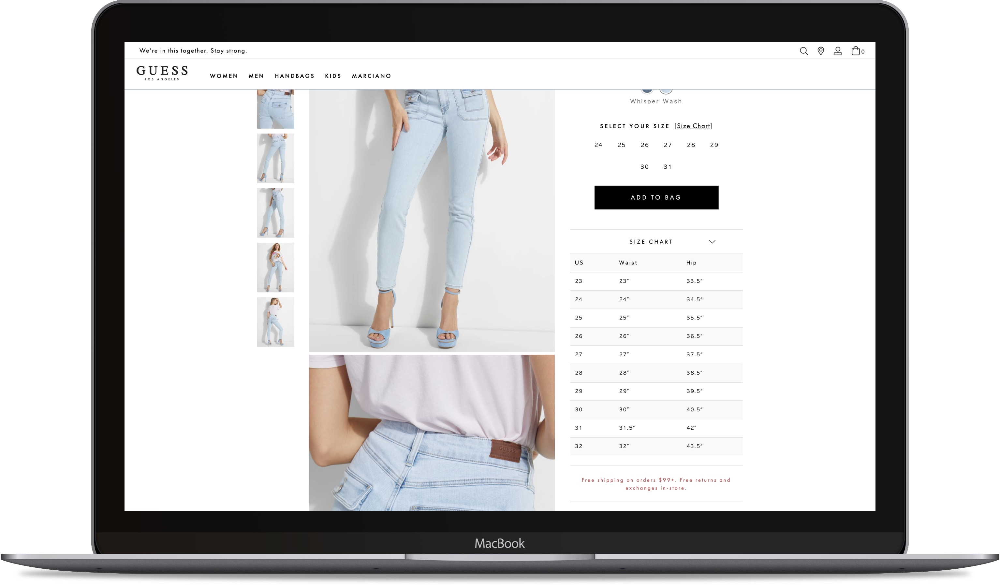 We're in this together. Stay strong.
0
GUESS
LOS ANGELES
WOMEN MEN HANDBAGS KIDS MARCIANO
Whisper Wash
SELECT YOUR SIZE [Size Chart]
24 25 26 27 28 29
30 31
ADD TO BAG
SIZE CHART
US Waist Hip
23 23″ 33.5″
24 24″ 34.5″
25 25″ 35.5″
26 26″ 36.5″
27 27″ 37.5″
28 28″ 38.5″
29 29″ 39.5″
30 30″ 40.5″
31 31.5″ 42″
32 32″ 43.5″
GUESS
Free shipping on orders $99+. Free returns and
exchanges in-store.
MacBook